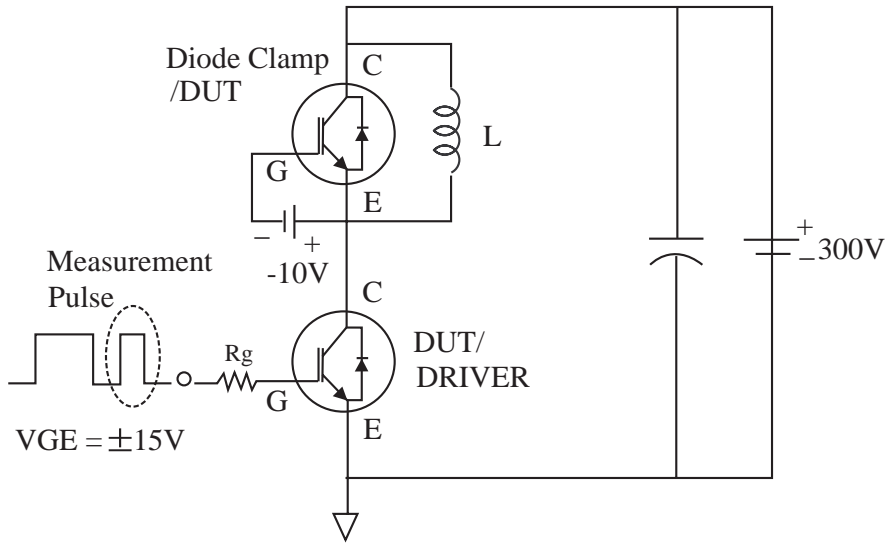 Diode Clamp
/DUT
C
G
E
L
− +
-10V
+
− 300V
Measurement
Pulse
C
Rg
G
DUT/
DRIVER
E
VGE = ±15V